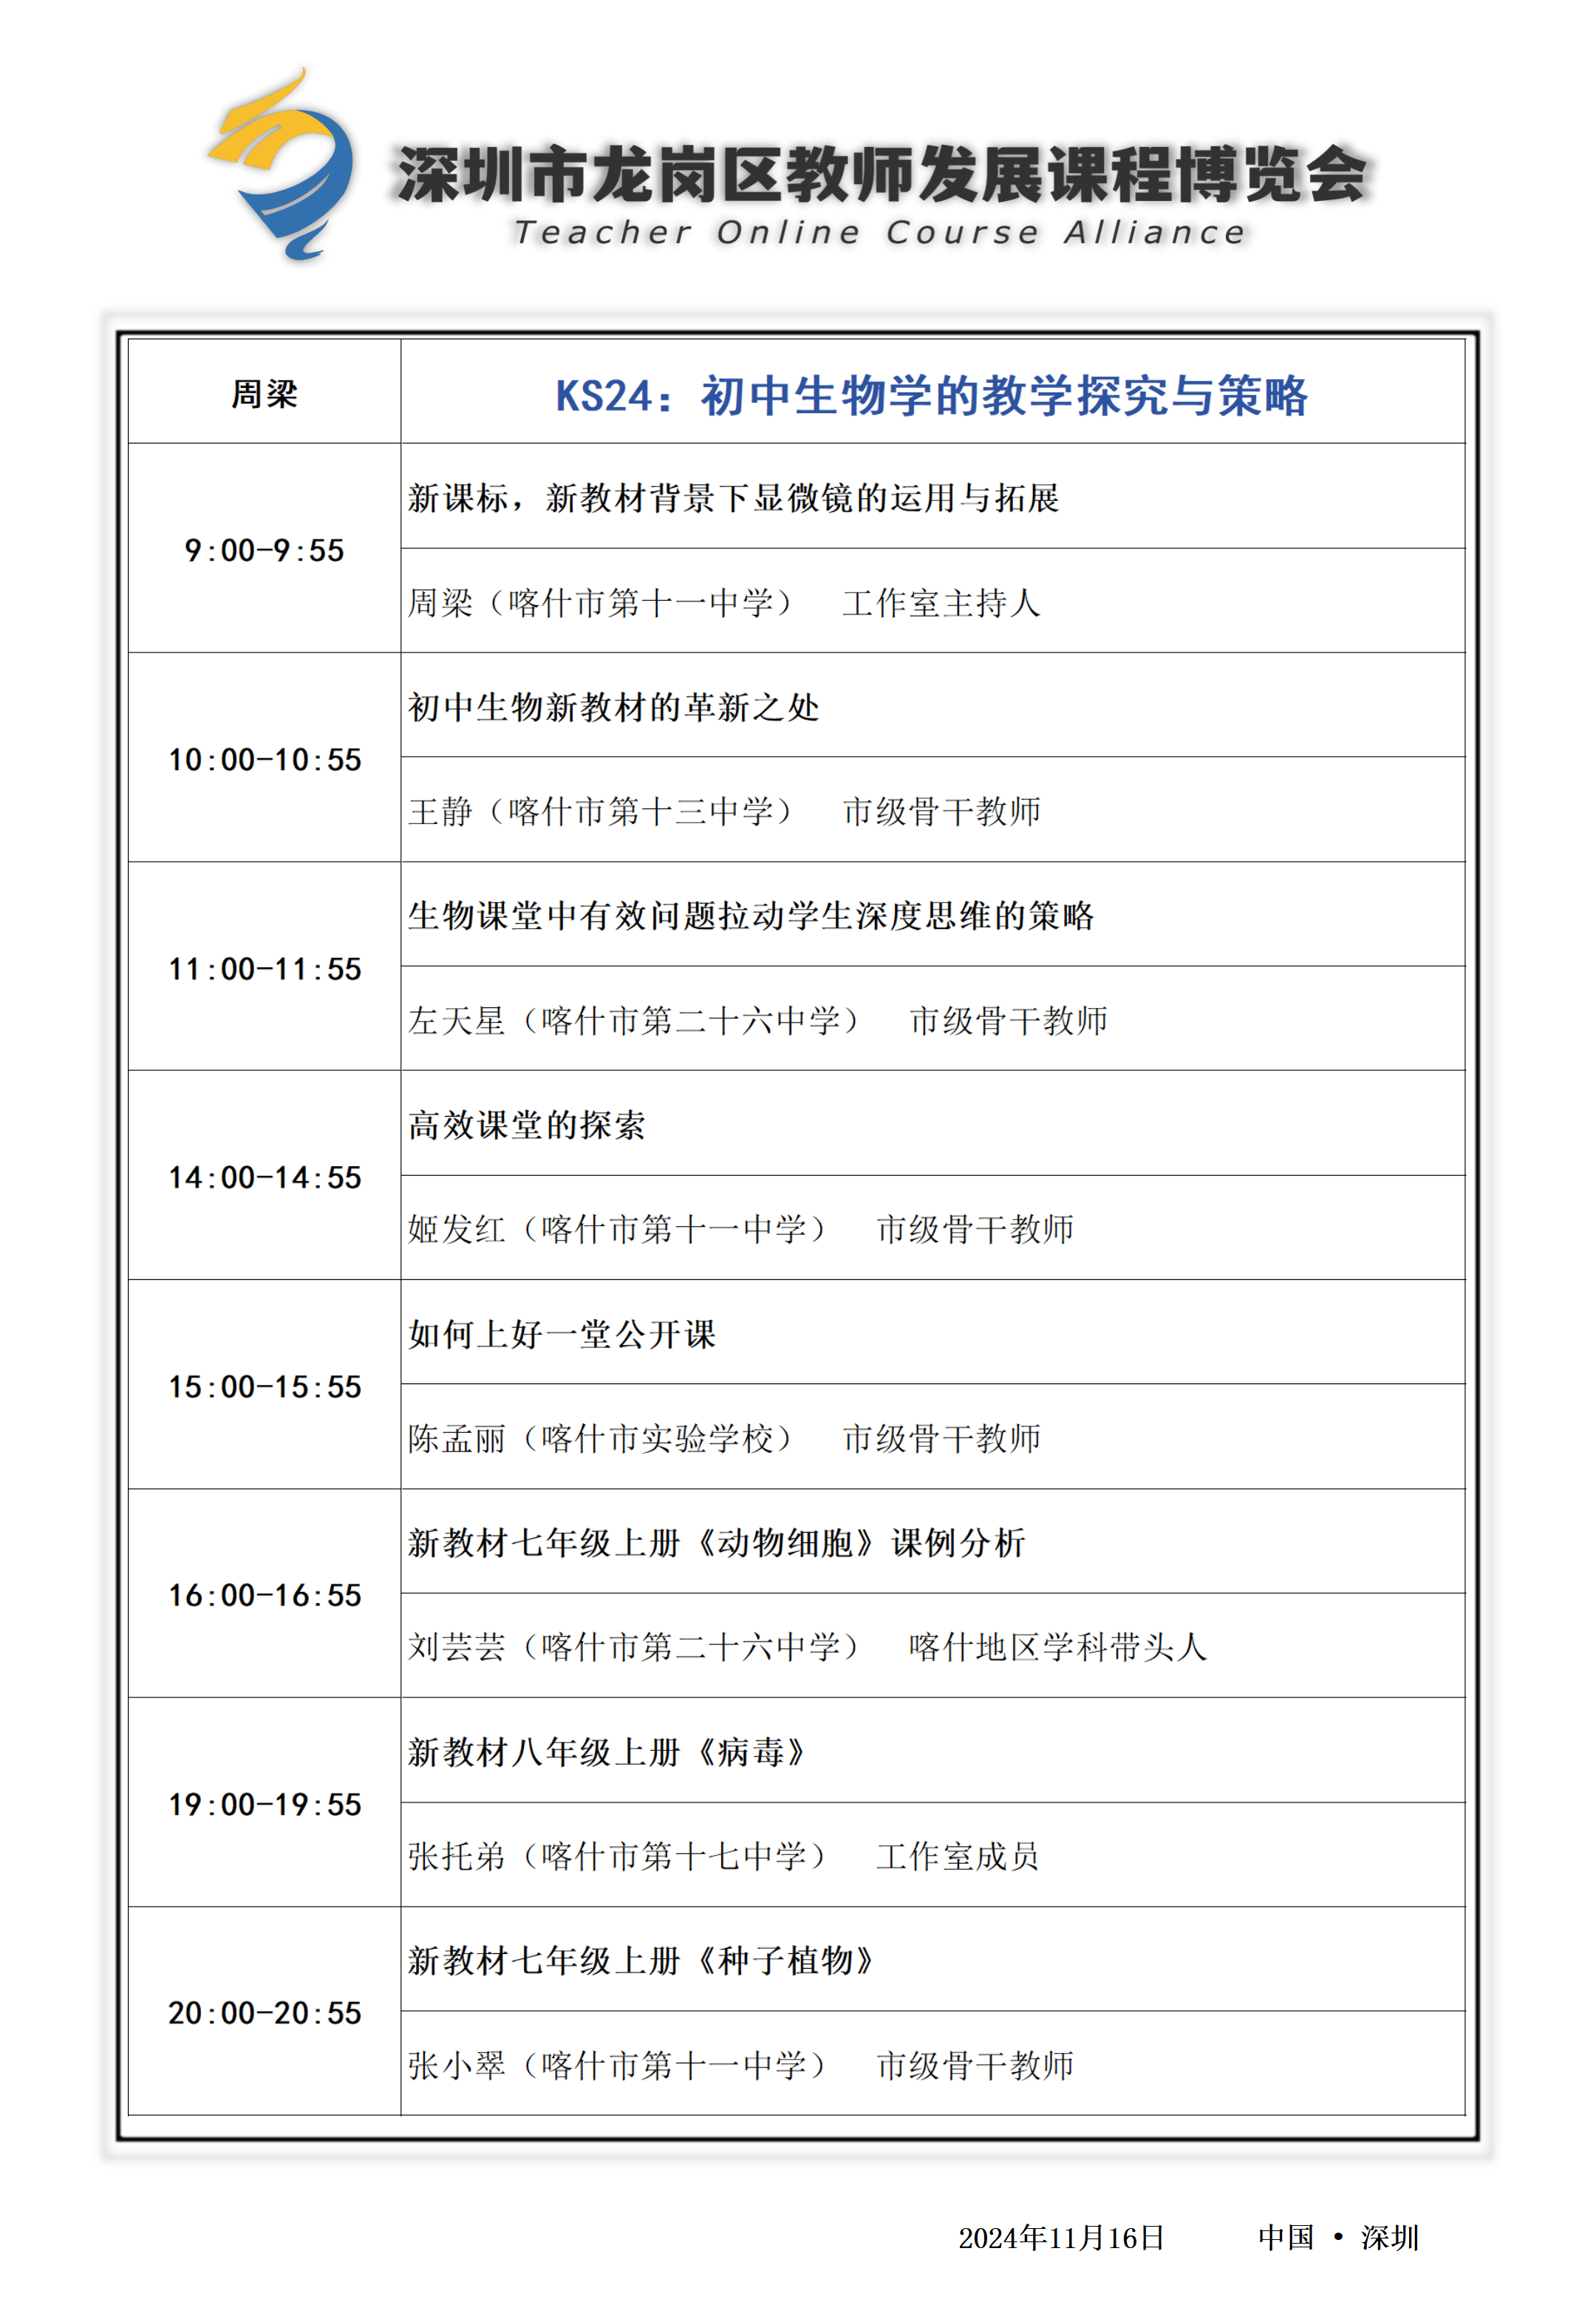 深圳市龙岗区教师发展课程博览会
Teacher Online Course Alliance
周梁
KS24：初中生物学的教学探究与策略
9:00-9:55
新课标，新教材背景下显微镜的运用与拓展
周梁（喀什市第十一中学） 工作室主持人
10:00-10:55
初中生物新教材的革新之处
王静（喀什市第十三中学） 市级骨干教师
11:00-11:55
生物课堂中有效问题拉动学生深度思维的策略
左天星（喀什市第二十六中学） 市级骨干教师
14:00-14:55
高效课堂的探索
姬发红（喀什市第十一中学） 市级骨干教师
15:00-15:55
如何上好一堂公开课
陈孟丽（喀什市实验学校） 市级骨干教师
16:00-16:55
新教材七年级上册《动物细胞》课例分析
刘芸芸（喀什市第二十六中学） 喀什地区学科带头人
19:00-19:55
新教材八年级上册《病毒》
张托弟（喀什市第十七中学） 工作室成员
20:00-20:55
新教材七年级上册《种子植物》
张小翠（喀什市第十一中学） 市级骨干教师
2024年11月16日 中国 • 深圳